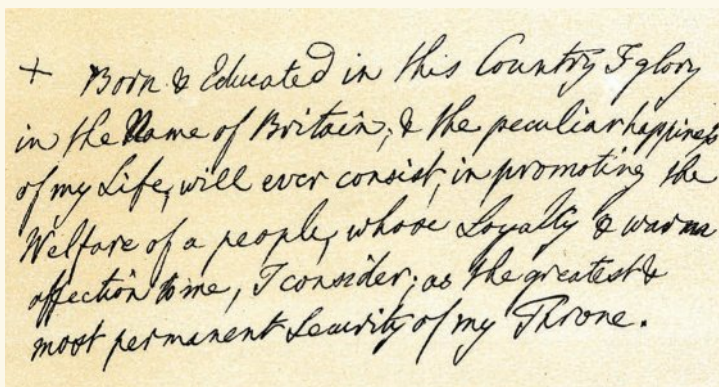 + Born & Educated in this Country I glory
in the Name of Britain; & the peculiar happiness
of my Life, will ever consist, in promoting the
Welfare of a people, whose Loyalty & warm
affection to me, I consider, as the greatest &
most permanent Security of my Throne.